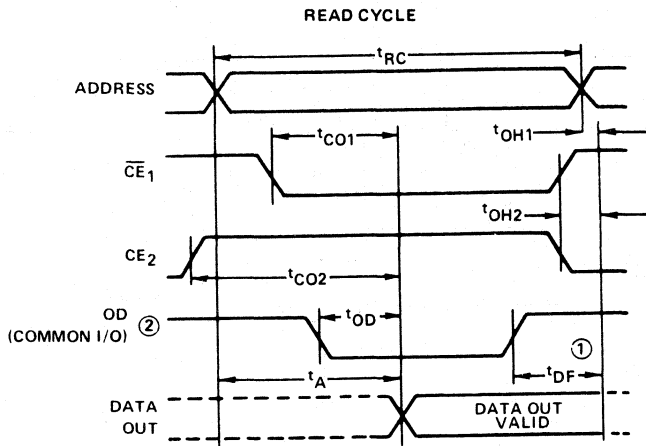 READ CYCLE
tRC
ADDRESS
tCO1
tOH1
CE1
tOH2
CE2
tCO2
OD
(COMMON I/O) ②
tOD
①
tDF
tA
DATA
OUT
DATA OUT
VALID